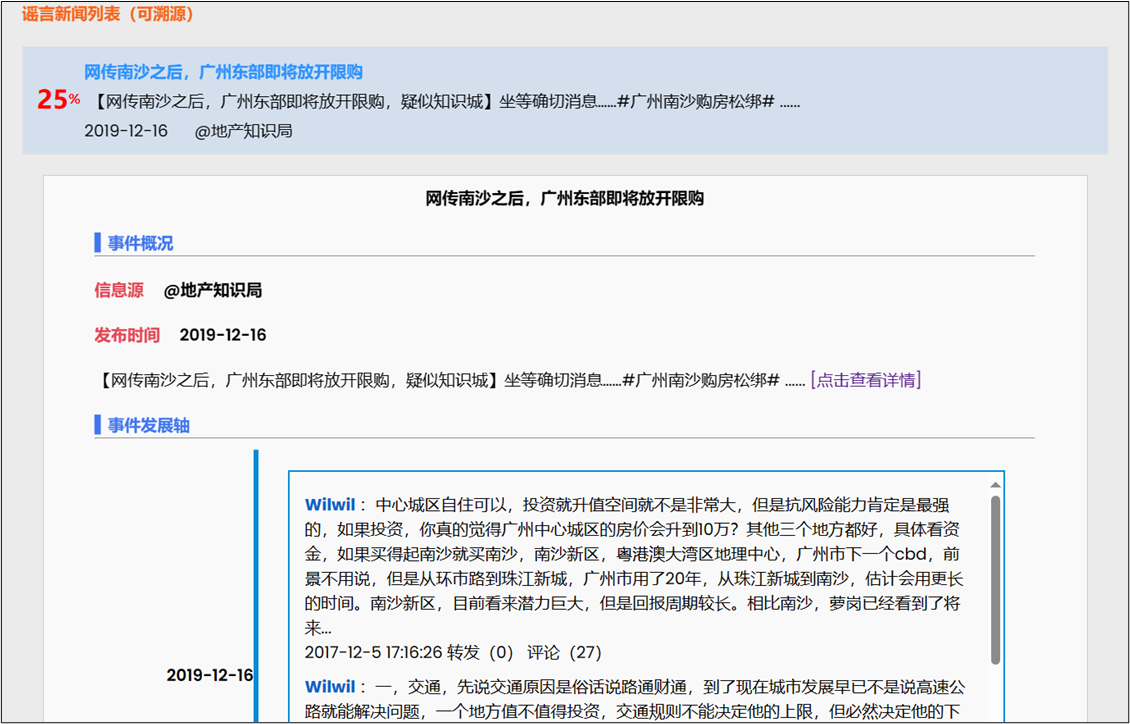 谣言新闻列表（可溯源）
网传南沙之后，广州东部即将放开限购
25%
【网传南沙之后，广州东部即将放开限购，疑似知识城】坐等确切消息……#广州南沙购房松绑# ……
2019-12-16 @地产知识局
网传南沙之后，广州东部即将放开限购
事件概况
信息源 @地产知识局
发布时间 2019-12-16
【网传南沙之后，广州东部即将放开限购，疑似知识城】坐等确切消息……#广州南沙购房松绑# …… [点击查看详情]
事件发展轴
Wilwil： 中心城区自住可以，投资就升值空间就不是非常大，但是抗风险能力肯定是最强
的，如果投资，你真的觉得广州中心城区的房价会升到10万？其他三个地方都好，具体看资
金，如果买得起南沙就买南沙，南沙新区，粤港澳大湾区地理中心，广州市下一个cbd，前
景不用说，但是从环市路到珠江新城，广州市用了20年，从珠江新城到南沙，估计会用更长
的时间。南沙新区，目前看来潜力巨大，但是回报周期较长。相比南沙，萝岗已经看到了将
来...
2017-12-5 17:16:26 转发（0） 评论（27）
2019-12-16
Wilwil： 一，交通，先说交通原因是俗话说路通财通，到了现在城市发展早已不是说高速公
路就能解决问题，一个地方值不值得投资，交通规则不能决定他的上限，但必然决定他的下